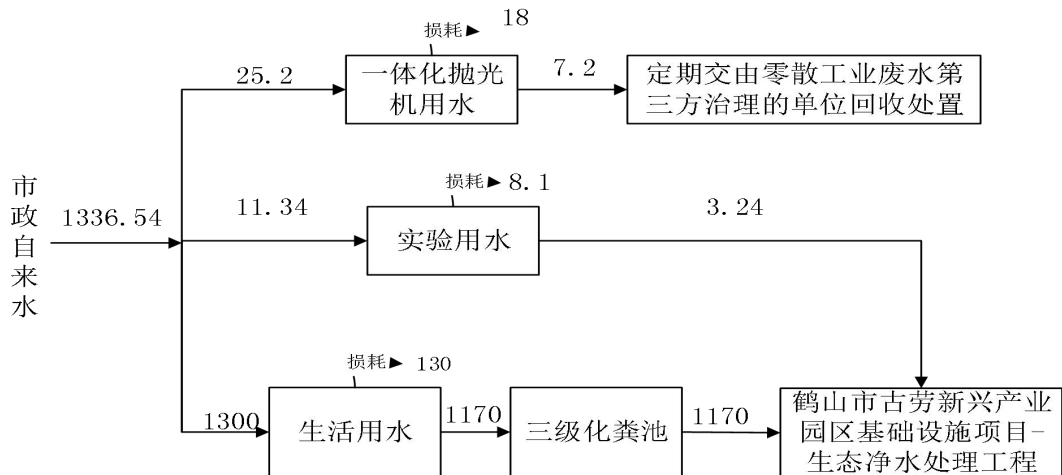 损耗 18
25.2
一体化抛光
机用水
7.2
定期交由零散工业废水第
三方治理的单位回收处置
市政自来水
1336.54
损耗 8.1
11.34
实验用水
3.24
损耗 130
1300
生活用水
1170
三级化粪池
1170
鹤山市古劳新兴产业
园区基础设施项目-
生态净水处理工程